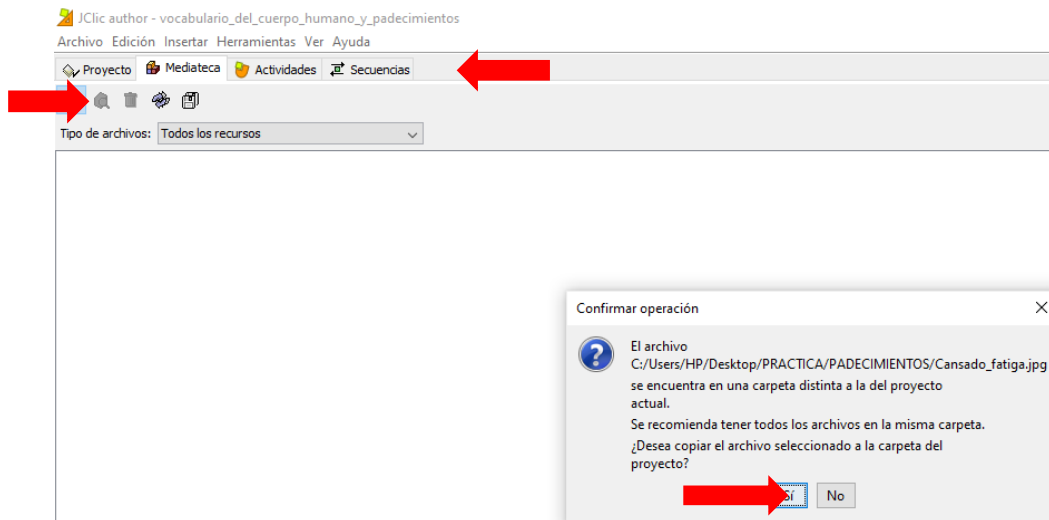 JClic author - vocabulario_del_cuerpo_humano_y_padecimientos
Archivo Edición Insertar Herramientas Ver Ayuda
Proyecto Mediateca Actividades Secuencias
Tipo de archivos: Todos los recursos
Confirmar operación
El archivo
C:/Users/HP/Desktop/PRACTICA/PADECIMIENTOS/Cansado_fatiga.jpg
se encuentra en una carpeta distinta a la del proyecto
actual.
Se recomienda tener todos los archivos en la misma carpeta.
¿Desea copiar el archivo seleccionado a la carpeta del
proyecto?
Sí No